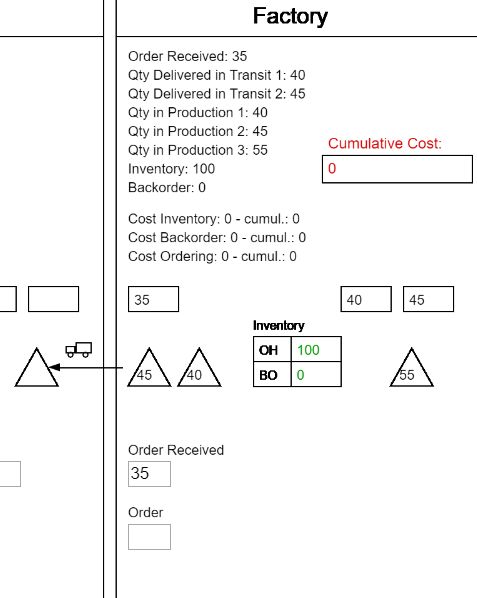 Factory
Order Received: 35
Qty Delivered in Transit 1: 40
Qty Delivered in Transit 2: 45
Qty in Production 1: 40
Qty in Production 2: 45
Qty in Production 3: 55
Inventory: 100
Backorder: 0
Cumulative Cost:
0
Cost Inventory: 0 - cumul.: 0
Cost Backorder: 0 - cumul.: 0
Cost Ordering: 0 - cumul.: 0
35
40
45
Inventory
OH 100
BO 0
45
40
55
Order Received
35
Order